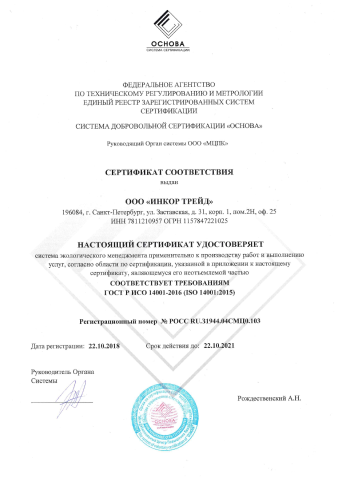 ОСНОВА
СИСТЕМА СЕРТИФИКАЦИИ
ФЕДЕРАЛЬНОЕ АГЕНТСТВО
ПО ТЕХНИЧЕСКОМУ РЕГУЛИРОВАНИЮ И МЕТРОЛОГИИ
ЕДИНЫЙ РЕЕСТР ЗАРЕГИСТРИРОВАННЫХ СИСТЕМ
СЕРТИФИКАЦИИ
СИСТЕМА ДОБРОВОЛЬНОЙ СЕРТИФИКАЦИИ «ОСНОВА»
Руководящий Орган системы ООО «МЦПК»
СЕРТИФИКАТ СООТВЕТСТВИЯ
выдан
ООО «ИНКОР ТРЕЙД»
196084, г. Санкт-Петербург, ул. Заставская, д. 31, корп. 1, пом.2Н, оф. 25
ИНН 7811210957 ОГРН 1157847221025
НАСТОЯЩИЙ СЕРТИФИКАТ УДОСТОВЕРЯЕТ
система экологического менеджмента применительно к производству работ и выполнению
услуг, согласно области по сертификации, указанной в приложении к настоящему
сертификату, являющемуся его неотъемлемой частью
СООТВЕТСТВУЕТ ТРЕБОВАНИЯМ
ГОСТ Р ИСО 14001-2016 (ISO 14001:2015)
Регистрационный номер № РОСС RU.31944.04СМЦ0.103
Дата регистрации: 22.10.2018 Срок действия до: 22.10.2021
Руководитель Органа
Системы
Рождественский А.Н.
ОСНОВА